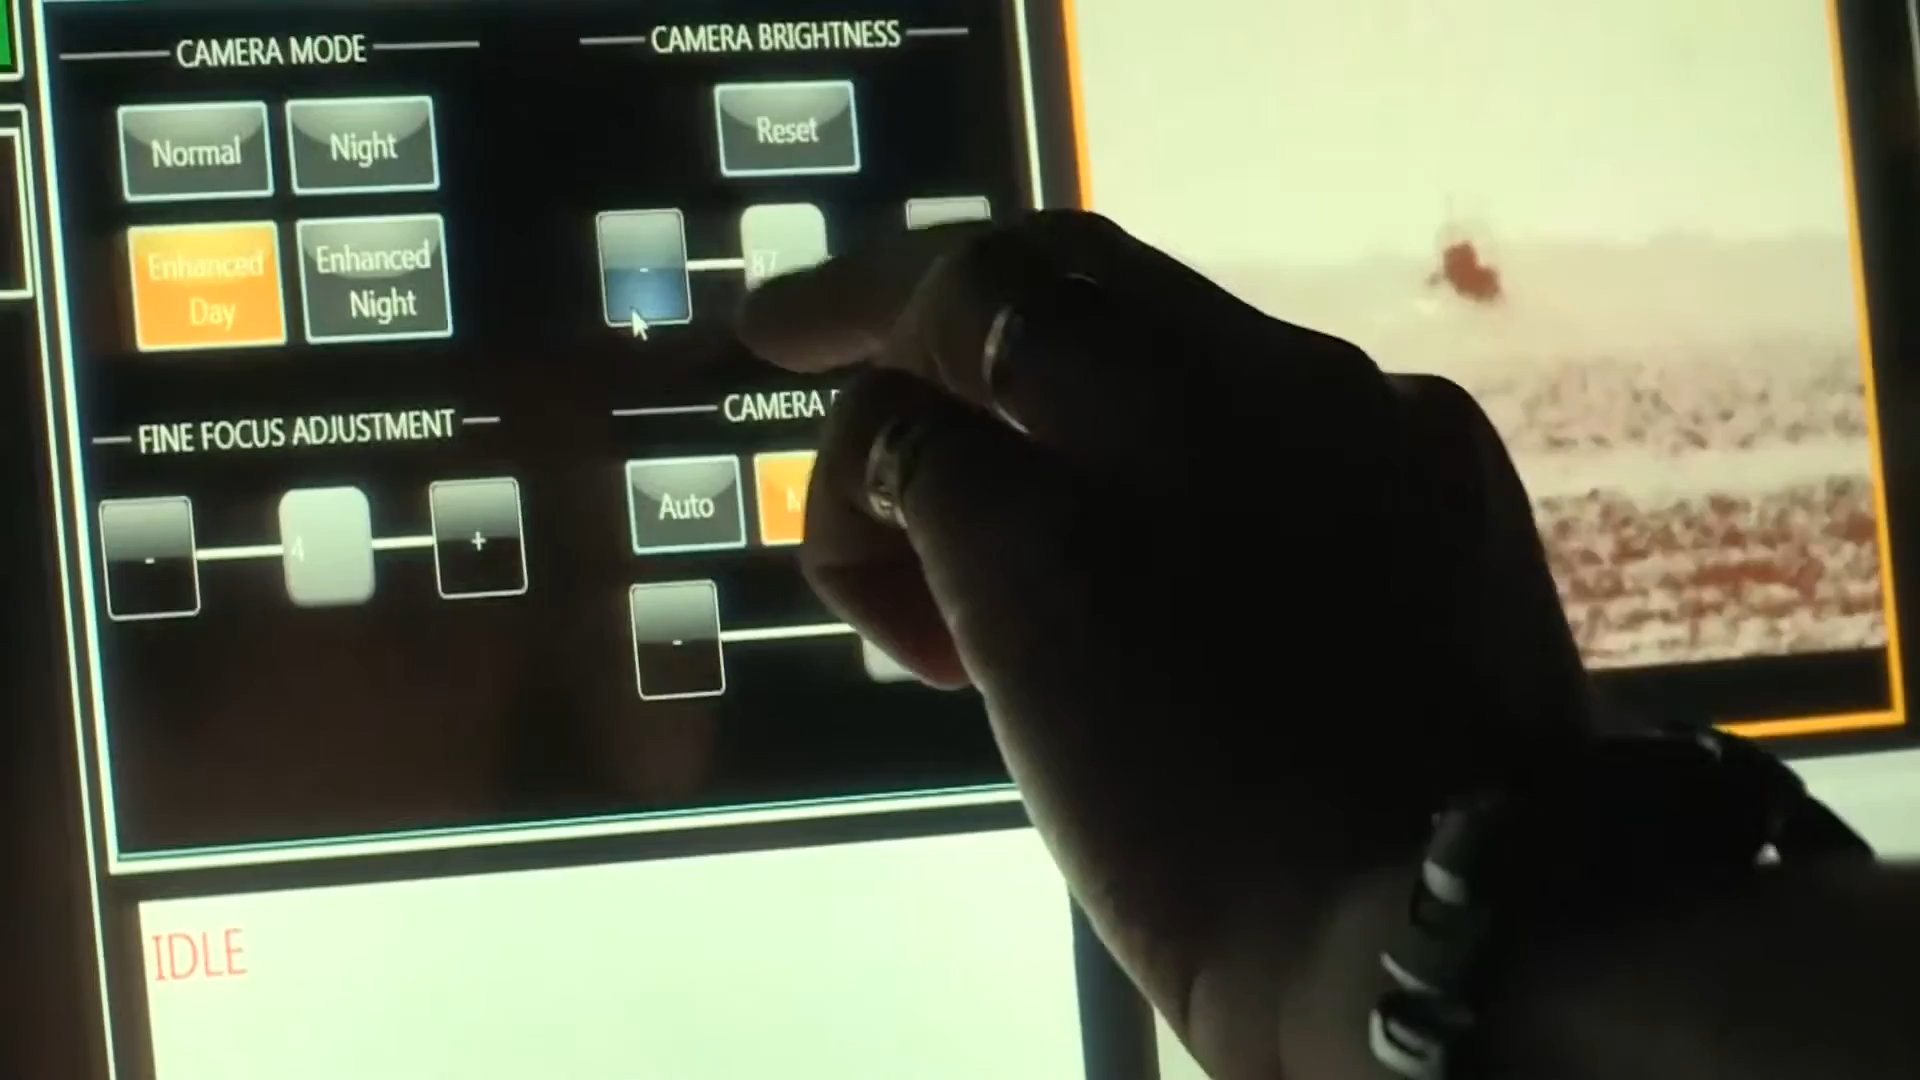 CAMERA MODE
CAMERA BRIGHTNESS
Normal
Night
Reset
Enhanced
Day
Enhanced
Night
-
87
FINE FOCUS ADJUSTMENT
CAMERA
-
4
+
Auto
-
IDLE